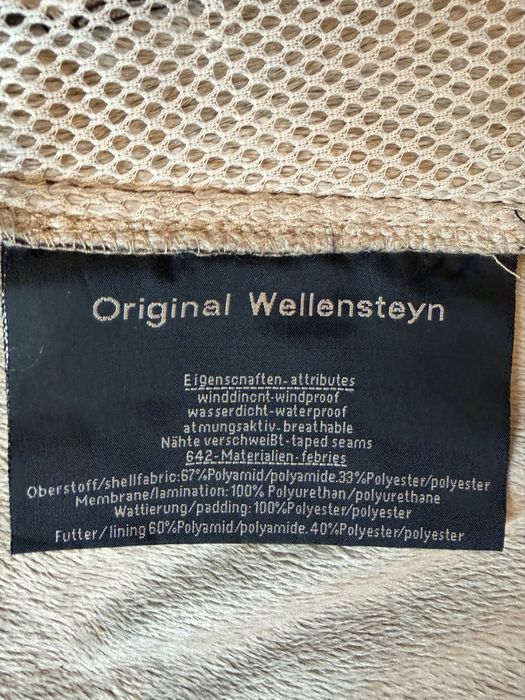 Original Wellensteyn
Eigenscnaften-attributes
winddincnt-windproof
wasserdicht-waterproof
atmungsaktiv-breathable
Nähte verschweißt-taped seams
642-Materialien-febries
Oberstoff/shellfabric:67%Polyamid/polyamide.33%Polyester/polyester
Membrane/lamination:100% Polyurethan/polyurethane
Wattierung/padding:100%Polyester/polyester
Futter/lining 60%Polyamid/polyamide.40%Polyester/polyester